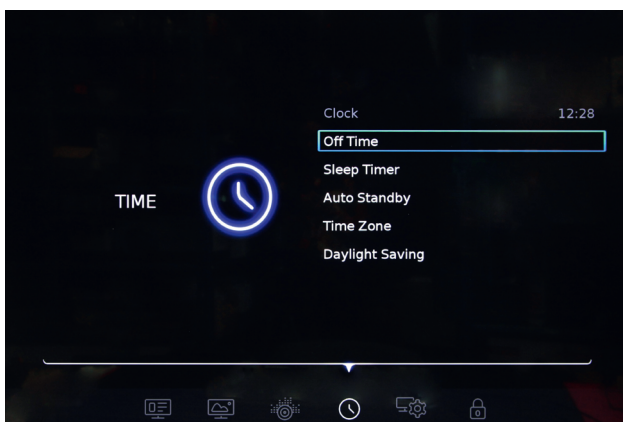 Clock 12:28
Off Time
Sleep Timer
TIME
Auto Standby
Time Zone
Daylight Saving